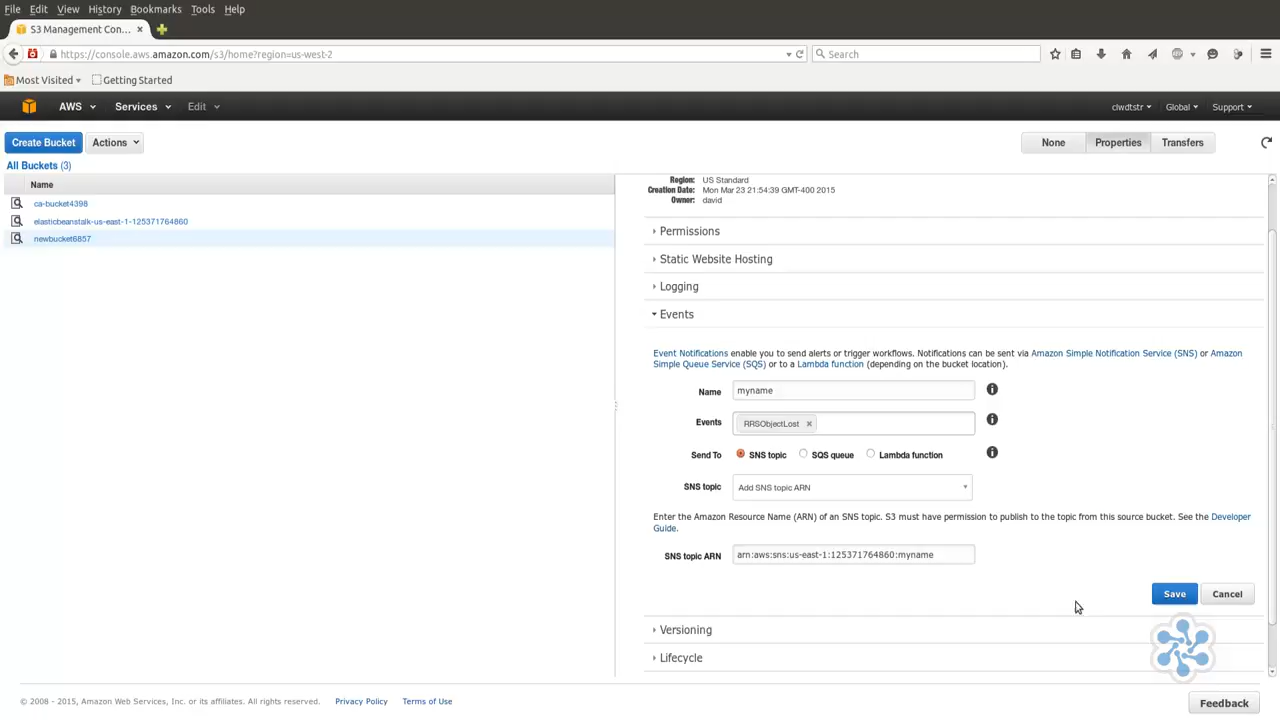 File Edit View History Bookmarks Tools Help
S3 Management Con... ×
https://console.aws.amazon.com/s3/home?region=us-west-2
Search
Most Visited
Getting Started
AWS Services Edit
clwdtstr Global Support
Create Bucket Actions
None Properties Transfers
All Buckets (3)
Name
ca-bucket4398
elasticbeanstalk-us-east-1-125371764860
newbucket6857
Region: US Standard
Creation Date: Mon Mar 23 21:54:39 GMT-400 2015
Owner: david
Permissions
Static Website Hosting
Logging
Events
Event Notifications enable you to send alerts or trigger workflows. Notifications can be sent via Amazon Simple Notification Service (SNS) or Amazon
Simple Queue Service (SQS) or to a Lambda function (depending on the bucket location).
Name myname
Events RRSObjectLost ×
Send To SNS topic SQS queue Lambda function
SNS topic Add SNS topic ARN
Enter the Amazon Resource Name (ARN) of an SNS topic. S3 must have permission to publish to the topic from this source bucket. See the Developer
Guide.
SNS topic ARN arn:aws:sns:us-east-1:125371764860:myname
Save Cancel
Versioning
Lifecycle
© 2008 - 2015, Amazon Web Services, Inc. or its affiliates. All rights reserved. Privacy Policy Terms of Use
Feedback